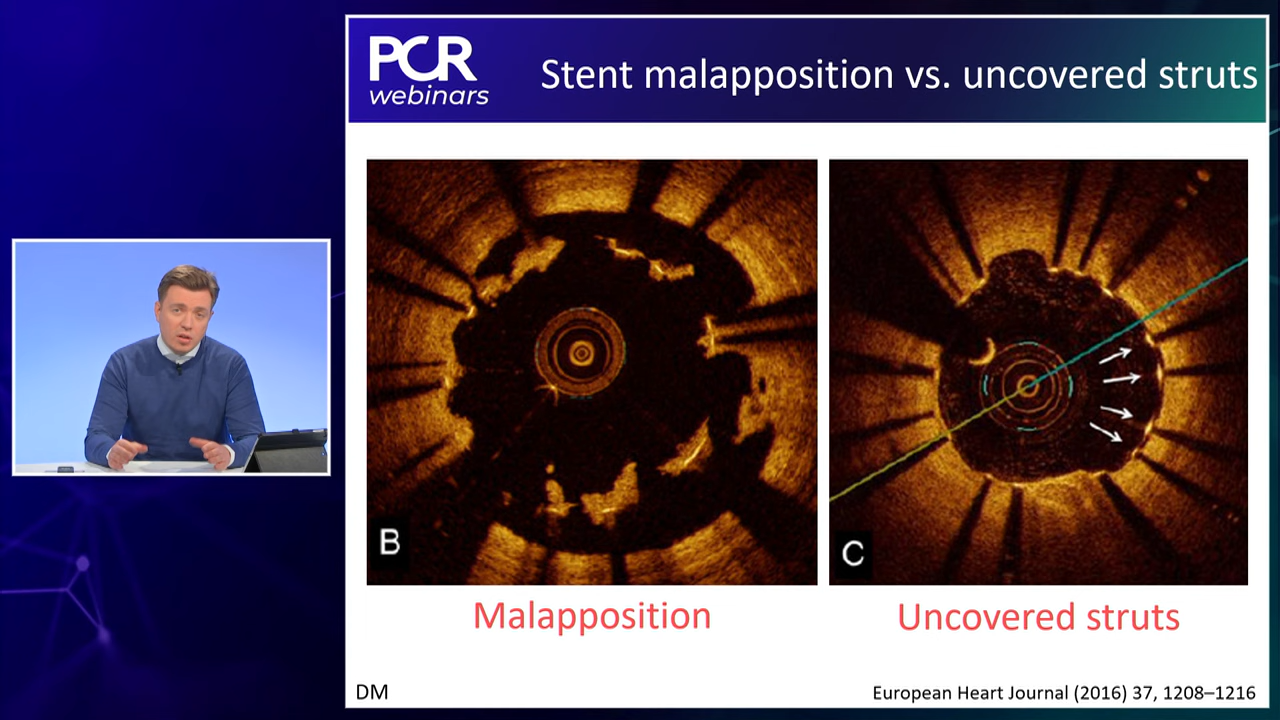 PCR
webinars
Stent malapposition vs. uncovered struts
B
C
Malapposition
Uncovered struts
DM
European Heart Journal (2016) 37, 1208–1216